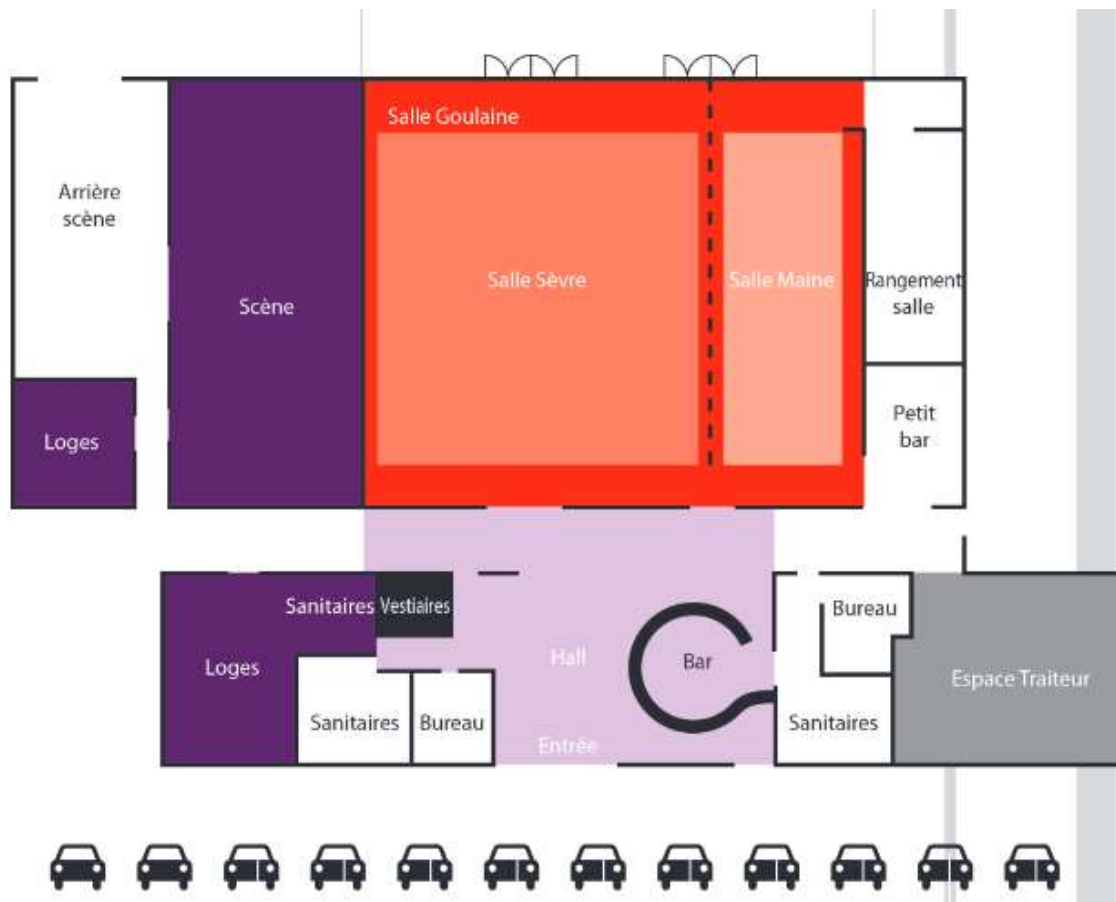 Salle Goulaine
Arrière
scène
Scène
Salle Sèvre
Salle Maine
Rangement
salle
Loges
Petit
bar
Sanitaires
Vestiaires
Bureau
Loges
Hall
Bar
Espace Traiteur
Sanitaires
Bureau
Entrée
Sanitaires